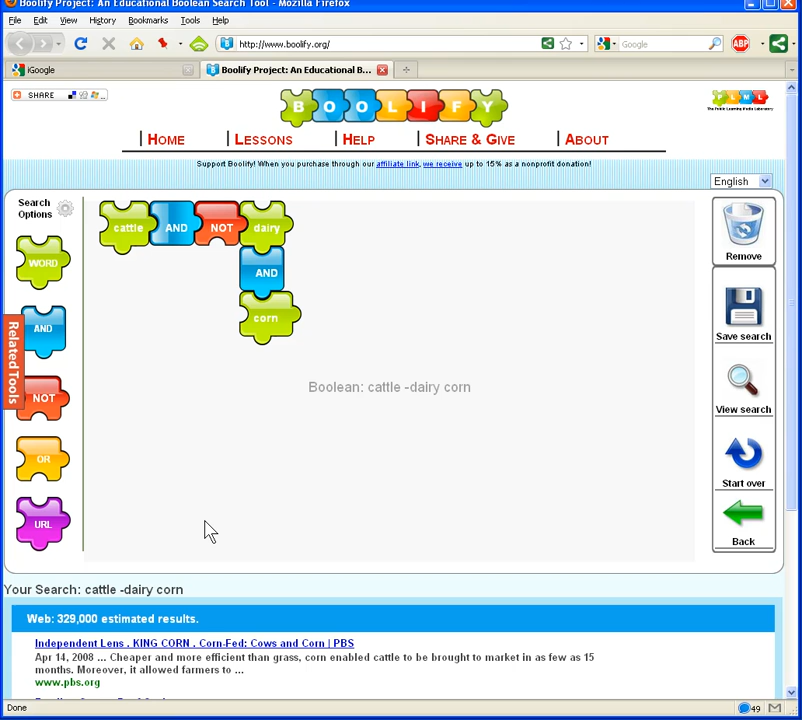 Boolify Project: An Educational Boolean Search Tool - Mozilla Firefox
File Edit View History Bookmarks Tools Help
http://www.boolify.org/
Google
ABP
iGoogle
Boolify Project: An Educational B...
SHARE
BOOLIFY
HOME
LESSONS
HELP
SHARE & GIVE
ABOUT
Support Boolify! When you purchase through our affiliate link, we receive up to 15% as a nonprofit donation!
English
Search
Options
WORD
AND
NOT
OR
URL
Related Tools
cattle AND NOT dairy
AND
corn
Boolean: cattle -dairy corn
Remove
Save search
View search
Start over
Back
Your Search: cattle -dairy corn
Web: 329,000 estimated results.
Independent Lens . KING CORN . Corn-Fed: Cows and Corn | PBS
Apr 14, 2008 ... Cheaper and more efficient than grass, corn enabled cattle to be brought to market in as few as 15
months. Moreover, it allowed farmers to ...
www.pbs.org
Done
49